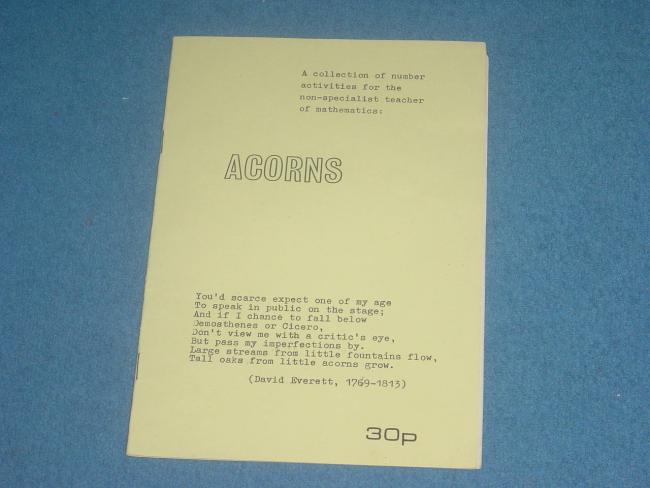 A collection of number
activities for the
non-specialist teacher
of mathematics:
ACORNS
You'd scarce expect one of my age
To speak in public on the stage;
And if I chance to fall below
Demosthenes or Cicero,
Don't view me with a critic's eye,
But pass my imperfections by.
Large streams from little fountains flow,
Tall oaks from little acorns grow.
(David Everett, 1769-1813)
30p